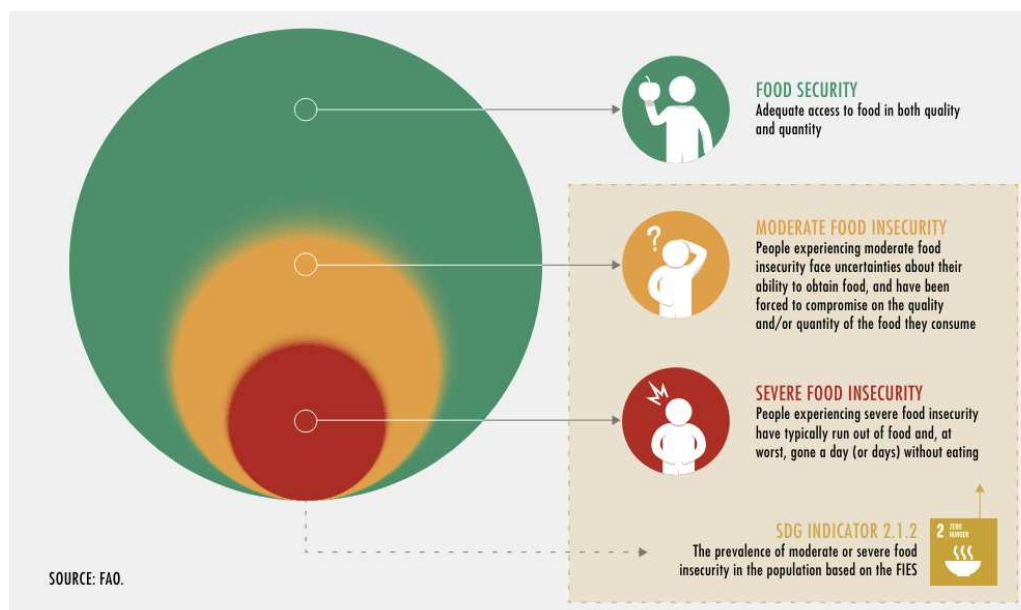 FOOD SECURITY
Adequate access to food in both quality
and quantity
?
MODERATE FOOD INSECURITY
People experiencing moderate food
insecurity face uncertainties about their
ability to obtain food, and have been
forced to compromise on the quality
and/or quantity of the food they consume
SEVERE FOOD INSECURITY
People experiencing severe food insecurity
have typically run out of food and, at
worst, gone a day (or days) without eating
SDG INDICATOR 2.1.2
The prevalence of moderate or severe food
insecurity in the population based on the FIES
2 ZERO
HUNGER
SOURCE: FAO.